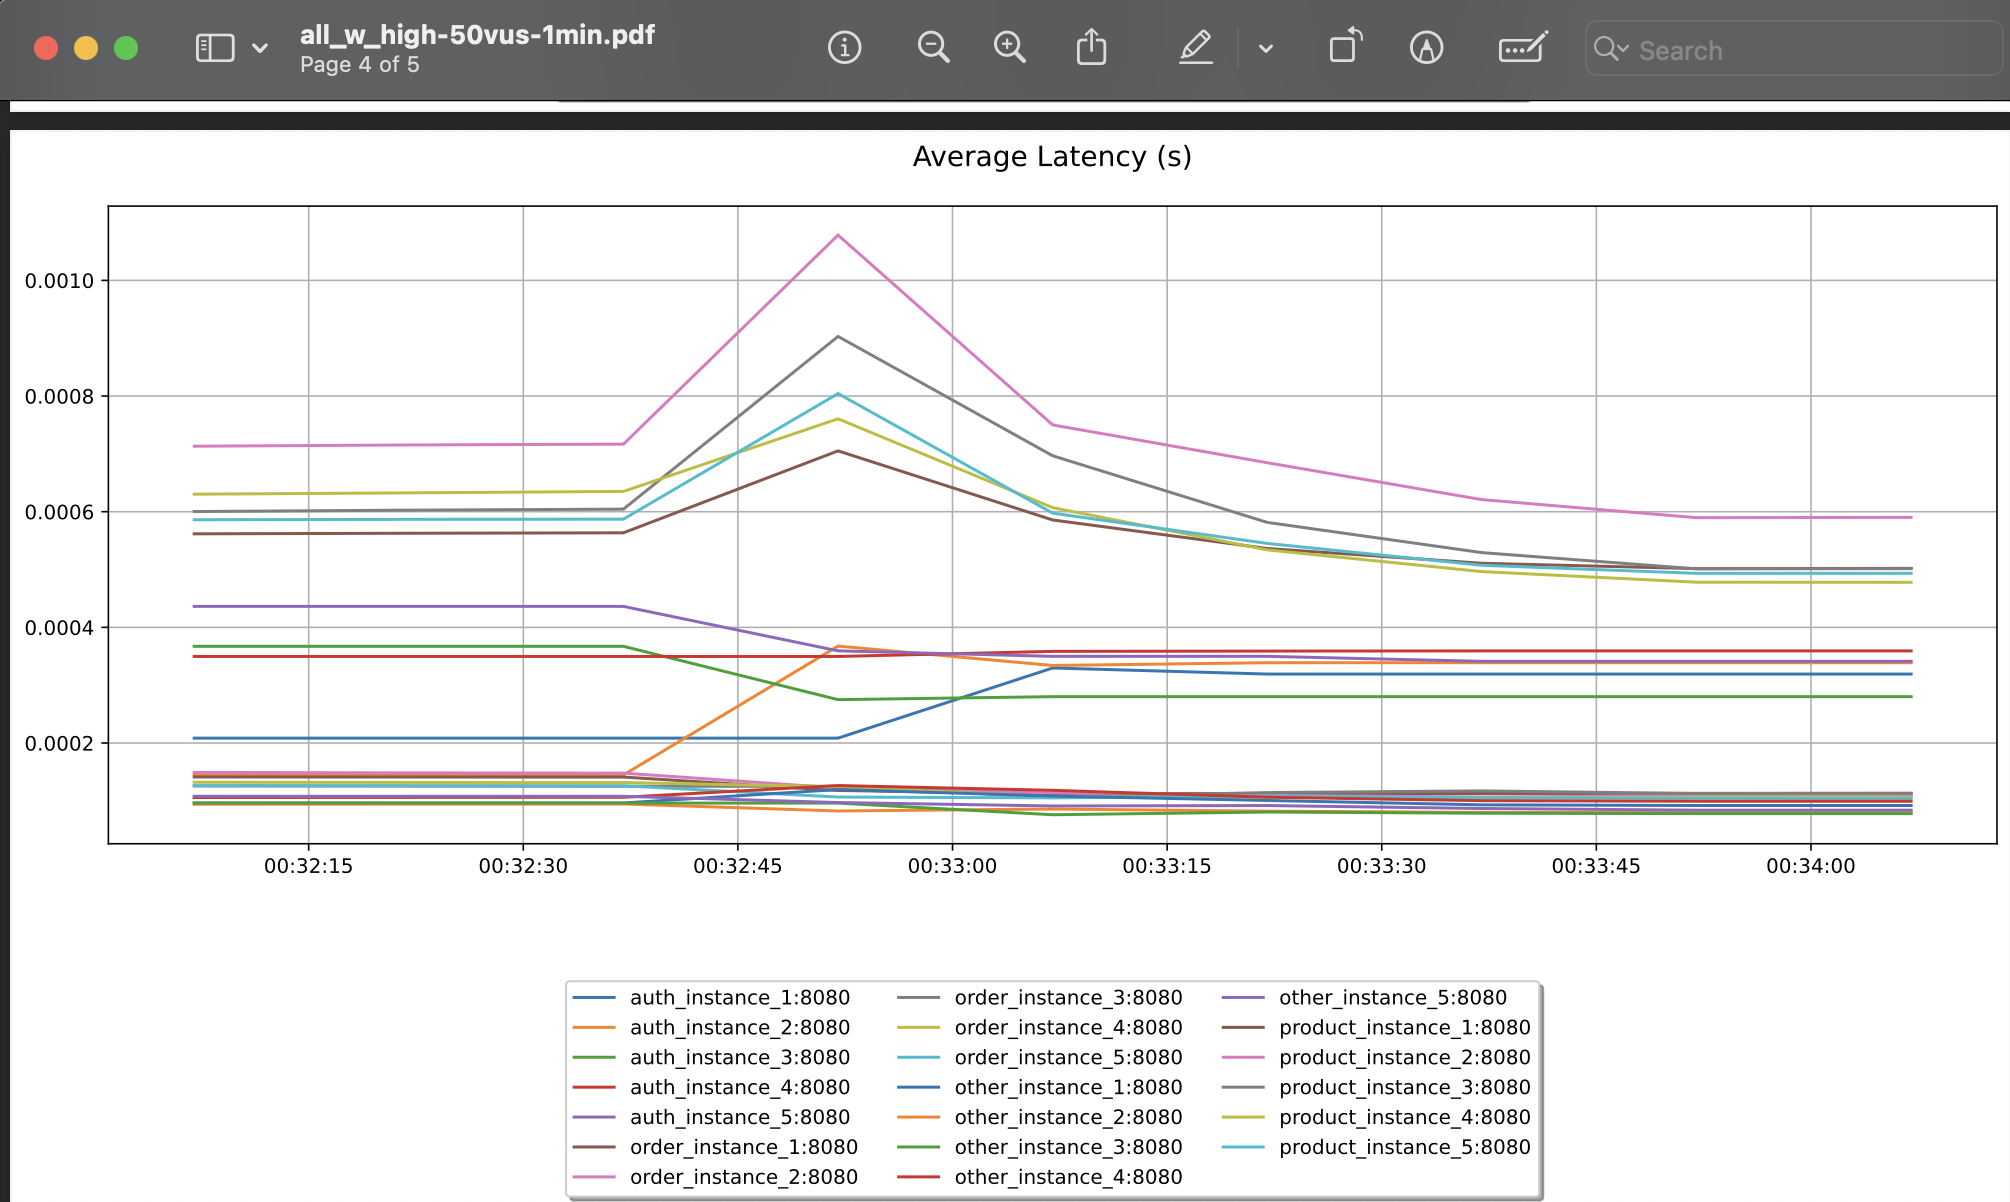 all_w_high-50vus-1min.pdf
Page 4 of 5
Search
Average Latency (s)
0.0010
0.0008
0.0006
0.0004
0.0002
00:32:15 00:32:30 00:32:45 00:33:00 00:33:15 00:33:30 00:33:45 00:34:00
auth_instance_1:8080 order_instance_3:8080 other_instance_5:8080
auth_instance_2:8080 order_instance_4:8080 product_instance_1:8080
auth_instance_3:8080 order_instance_5:8080 product_instance_2:8080
auth_instance_4:8080 other_instance_1:8080 product_instance_3:8080
auth_instance_5:8080 other_instance_2:8080 product_instance_4:8080
order_instance_1:8080 other_instance_3:8080 product_instance_5:8080
order_instance_2:8080 other_instance_4:8080